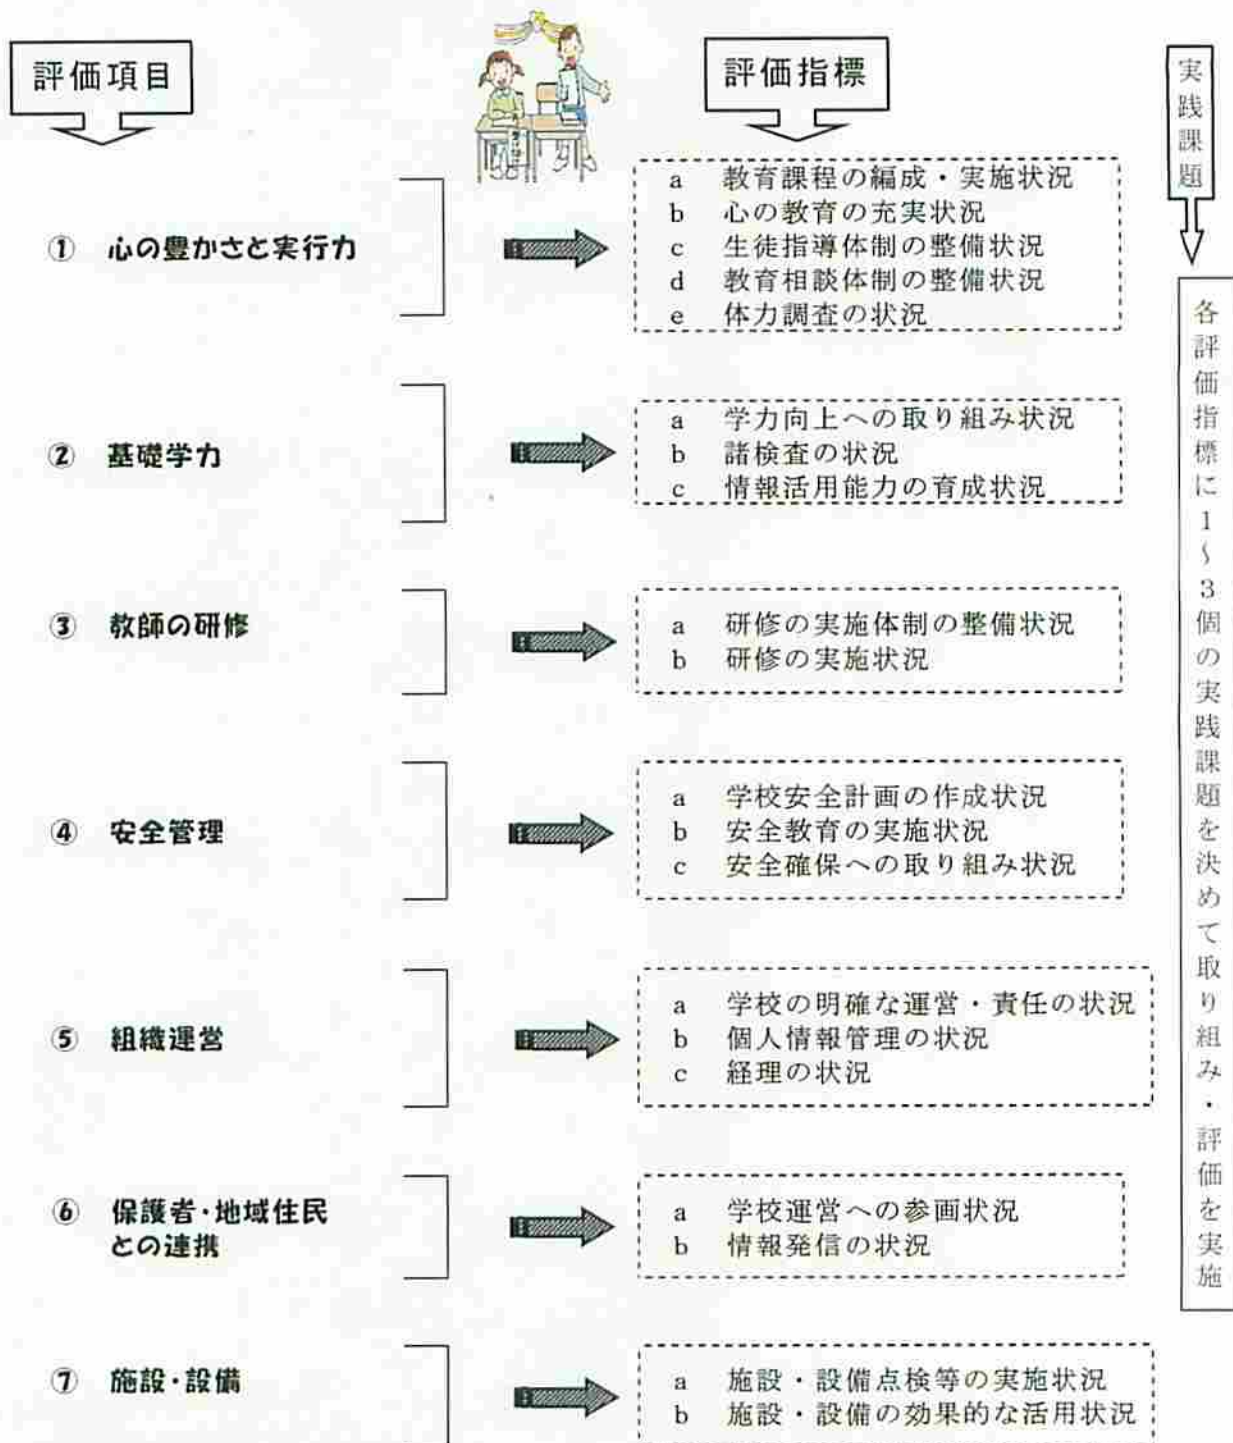 評価項目
評価指標
実践課題
① 心の豊かさと実行力
a 教育課程の編成・実施状況
b 心の教育の充実状況
c 生徒指導体制の整備状況
d 教育相談体制の整備状況
e 体力調査の状況
② 基礎学力
a 学力向上への取り組み状況
b 諸検査の状況
c 情報活用能力の育成状況
③ 教師の研修
a 研修の実施体制の整備状況
b 研修の実施状況
④ 安全管理
a 学校安全計画の作成状況
b 安全教育の実施状況
c 安全確保への取り組み状況
⑤ 組織運営
a 学校の明確な運営・責任の状況
b 個人情報管理の状況
c 経理の状況
⑥ 保護者・地域住民
との連携
a 学校運営への参画状況
b 情報発信の状況
⑦ 施設・設備
a 施設・設備点検等の実施状況
b 施設・設備の効果的な活用状況
各評価指標に1～3個の実践課題を決めて取り組み・評価を実施